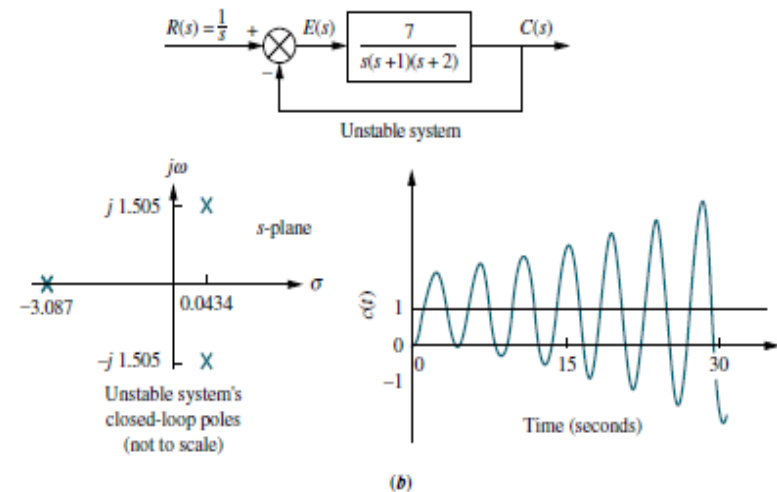 R(s) = 1/s + E(s) 7 C(s)
s(s +1)(s + 2)
−
Unstable system
jω
j 1.505
s-plane
σ
−3.087 0.0434
−j 1.505
Unstable system's
closed-loop poles
(not to scale)
c(t)
1
0
−1
0 15 30
Time (seconds)
(b)